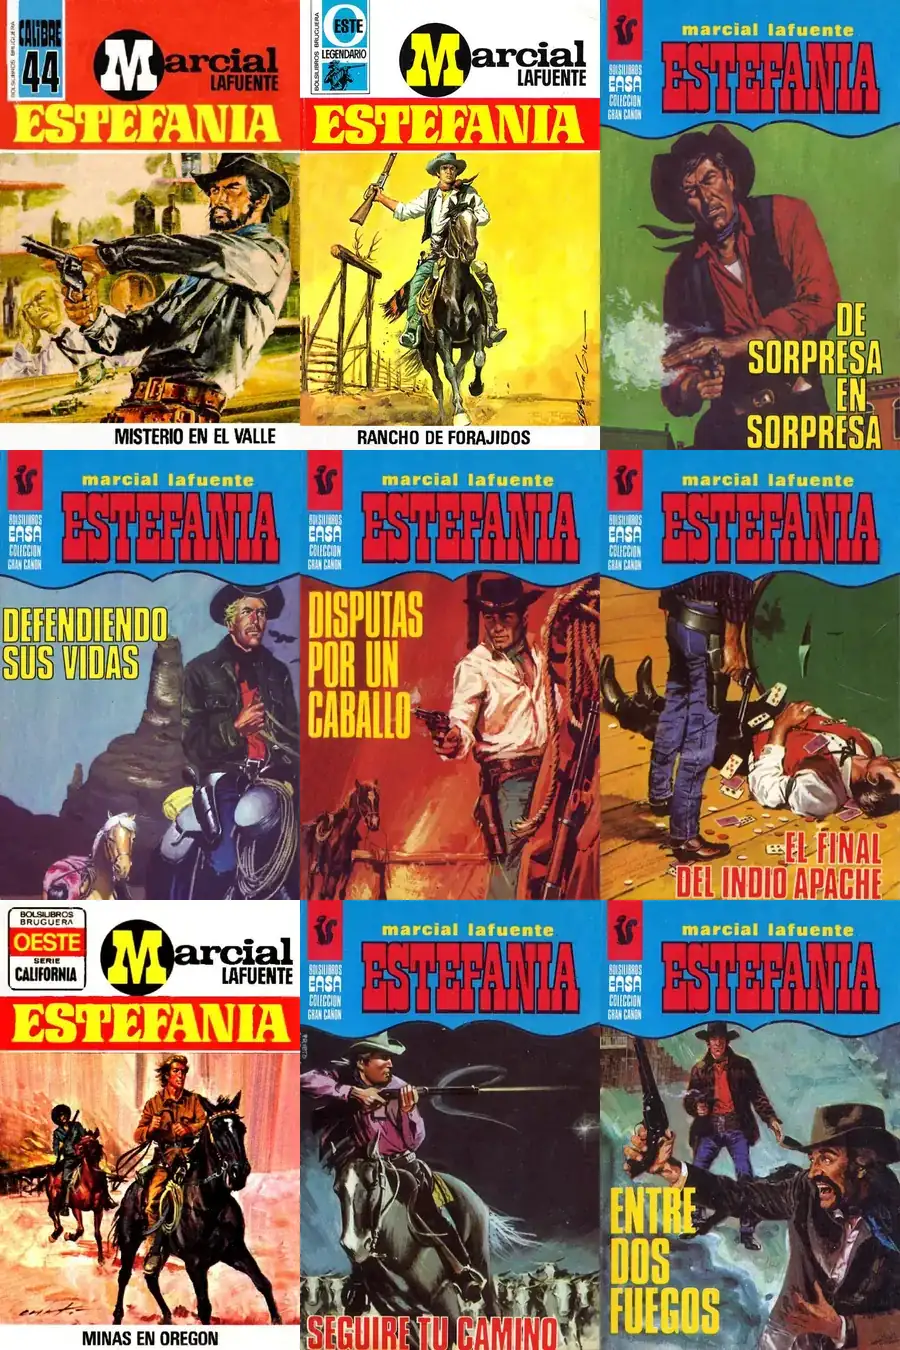 BOLSILIBROS BRUGUERA
CALIBRE
44
Marcial
LAFUENTE
ESTEFANIA
MISTERIO EN EL VALLE
BOLSILIBROS BRUGUERA
OESTE
LEGENDARIO
Marcial
LAFUENTE
ESTEFANIA
RANCHO DE FORAJIDOS
marcial lafuente
ESTEFANIA
BOLSILIBROS
EASA
COLECCION
GRAN CAÑON
DE
SORPRESA
EN
SORPRESA
marcial lafuente
ESTEFANIA
BOLSILIBROS
EASA
COLECCION
GRAN CAÑON
DEFENDIENDO
SUS VIDAS
marcial lafuente
ESTEFANIA
BOLSILIBROS
EASA
COLECCION
GRAN CAÑON
DISPUTAS
POR UN
CABALLO
marcial lafuente
ESTEFANIA
BOLSILIBROS
EASA
COLECCION
GRAN CAÑON
EL FINAL
DEL INDIO APACHE
BOLSILIBROS
BRUGUERA
OESTE
SERIE
CALIFORNIA
Marcial
LAFUENTE
ESTEFANIA
MINAS EN OREGON
marcial lafuente
ESTEFANIA
BOLSILIBROS
EASA
COLECCION
GRAN CAÑON
SEGUIRE TU CAMINO
marcial lafuente
ESTEFANIA
BOLSILIBROS
EASA
COLECCION
GRAN CAÑON
ENTRE
DOS
FUEGOS